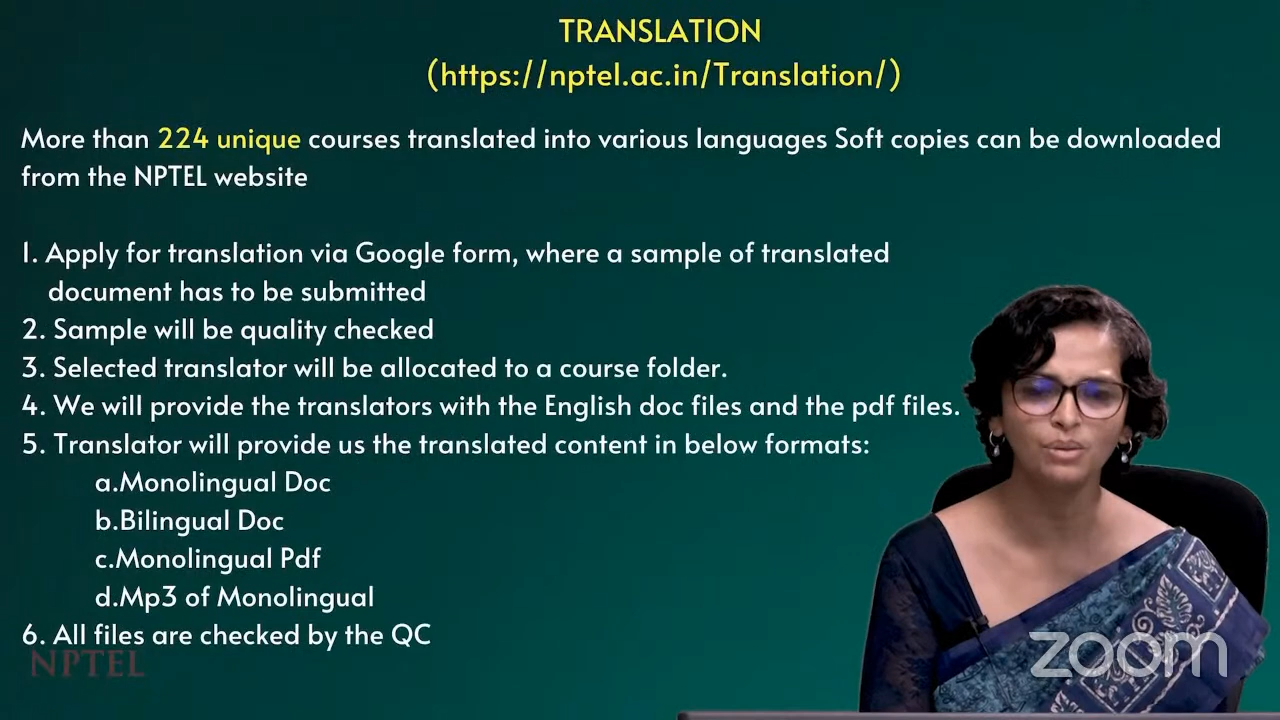 TRANSLATION
(https://nptel.ac.in/Translation/)
More than 224 unique courses translated into various languages Soft copies can be downloaded
from the NPTEL website
1. Apply for translation via Google form, where a sample of translated
document has to be submitted
2. Sample will be quality checked
3. Selected translator will be allocated to a course folder.
4. We will provide the translators with the English doc files and the pdf files.
5. Translator will provide us the translated content in below formats:
a.Monolingual Doc
b.Bilingual Doc
c.Monolingual Pdf
d.Mp3 of Monolingual
6. All files are checked by the QC
NPTEL
zoom